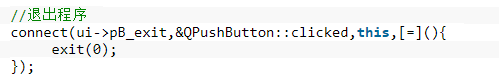 //退出程序
connect(ui->pB_exit,&QPushButton::clicked,this,[=](){
    exit(0);
});